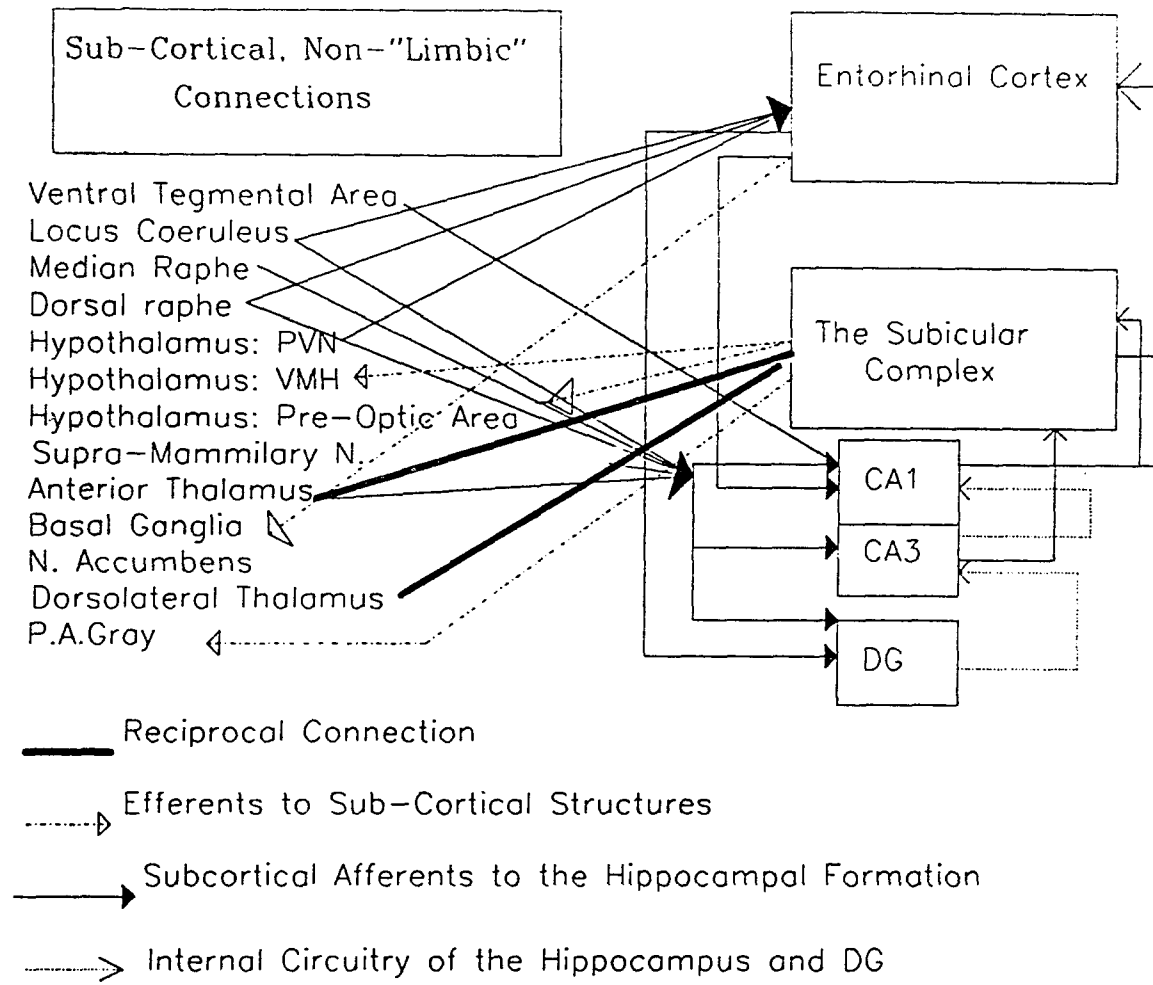 Sub-Cortical, Non-"Limbic"
Connections
Entorhinal Cortex
Ventral Tegmental Area
Locus Coeruleus
Median Raphe
Dorsal raphe
Hypothalamus: PVN
Hypothalamus: VMH
Hypothalamus: Pre-Optic Area
Supra-Mammilary N.
Anterior Thalamus
Basal Ganglia
N. Accumbens
Dorsolateral Thalamus
P.A.Gray
The Subicular
Complex
CA1
CA3
DG
Reciprocal Connection
Efferents to Sub-Cortical Structures
Subcortical Afferents to the Hippocampal Formation
Internal Circuitry of the Hippocampus and DG